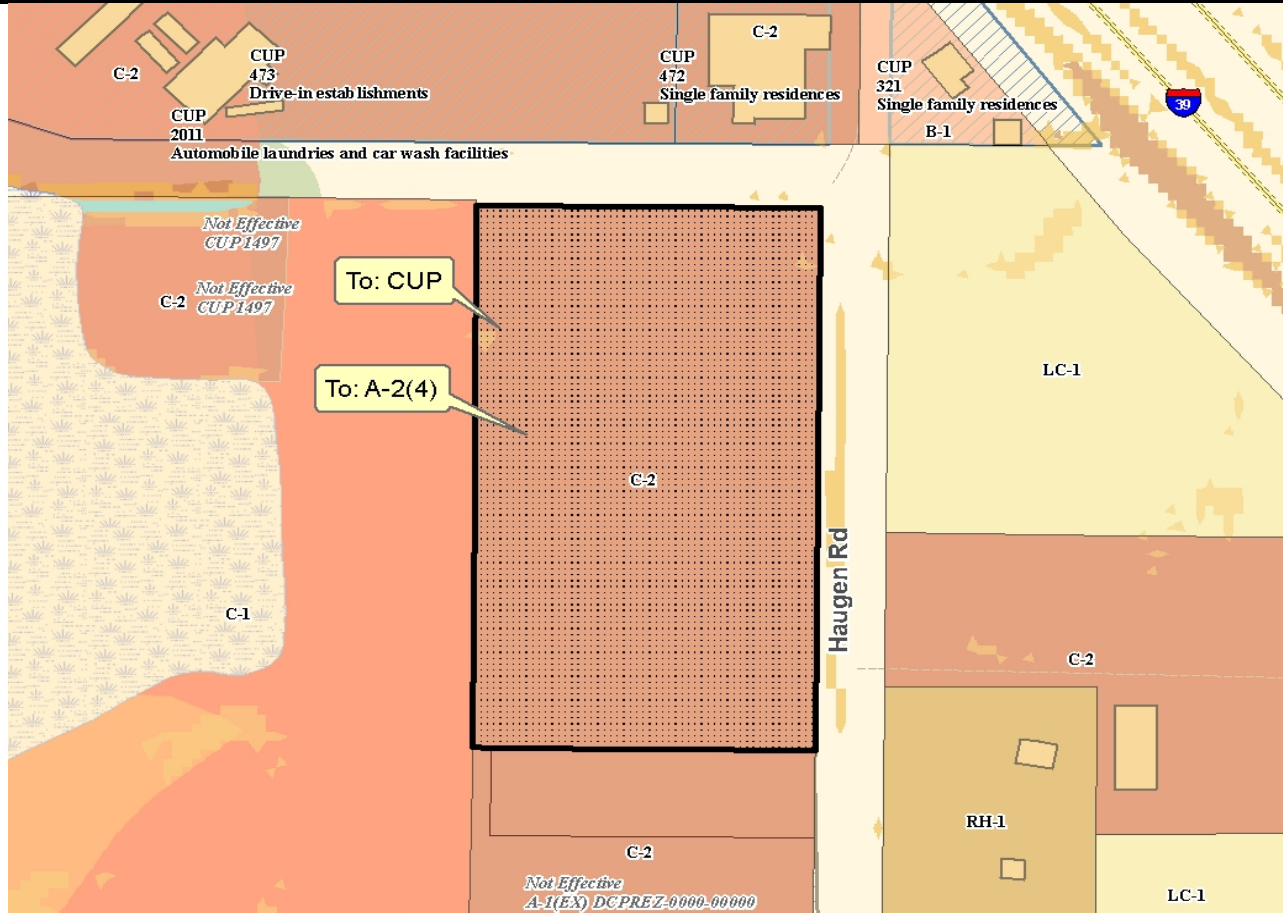 C-2
CUP
473
Drive-in establishments
CUP
2011
Automobile laundries and car wash facilities
C-2
CUP
472
Single family residences
CUP
321
Single family residences
B-1
39
Not Effective
CUP 1497
C-2
Not Effective
CUP 1497
To: CUP
To: A-2(4)
C-2
LC-1
Haugen Rd
C-1
C-2
RH-1
C-2
Not Effective
A-1(EX) DCPREZ-0000-00000
LC-1